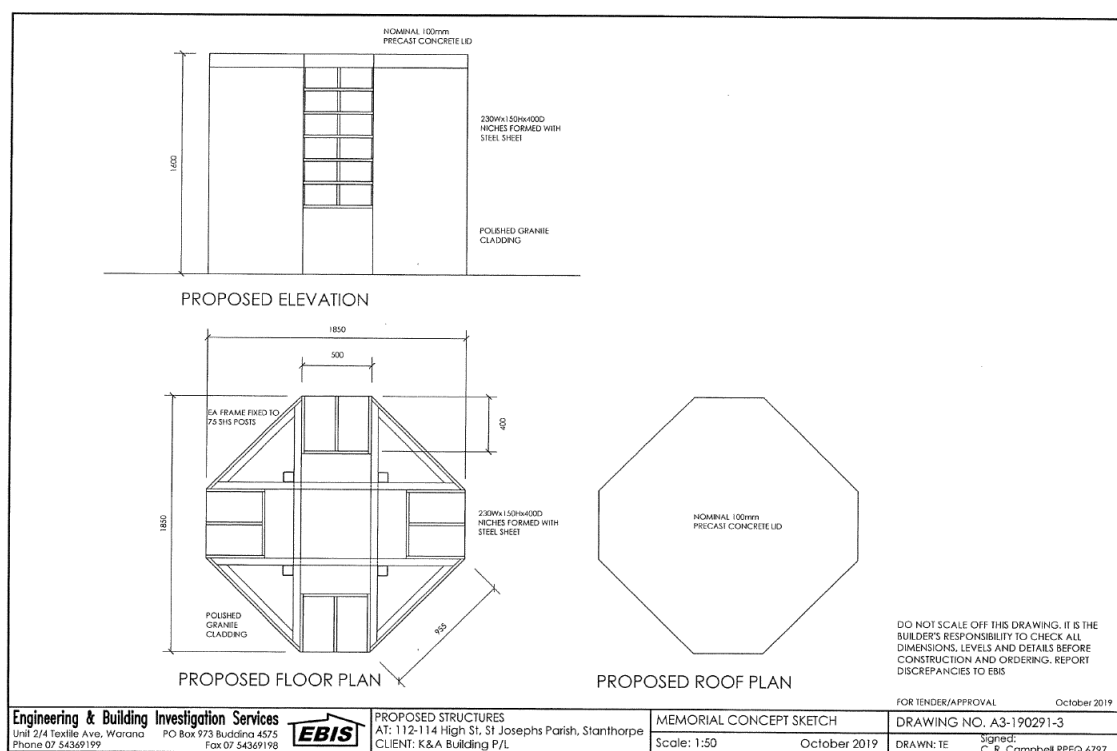 NOMINAL 100mm
PRECAST CONCRETE LID
230Wx150Hx400D
NICHES FORMED WITH
STEEL SHEET
1600
POLISHED GRANITE
CLADDING
PROPOSED ELEVATION
1850
500
EA FRAME FIXED TO
75 SHS POSTS
400
1850
230Wx150Hx400D
NICHES FORMED WITH
STEEL SHEET
POLISHED
GRANITE
CLADDING
955
PROPOSED FLOOR PLAN
NOMINAL 100mm
PRECAST CONCRETE LID
PROPOSED ROOF PLAN
DO NOT SCALE OFF THIS DRAWING. IT IS THE
BUILDER'S RESPONSIBILITY TO CHECK ALL
DIMENSIONS, LEVELS AND DETAILS BEFORE
CONSTRUCTION AND ORDERING. REPORT
DISCREPANCIES TO EBIS
FOR TENDER/APPROVAL October 2019
Engineering & Building Investigation Services
Unit 2/4 Textile Ave, Warana PO Box 973 Buddina 4575
Phone 07 54369199 Fax 07 54369198
EBIS
PROPOSED STRUCTURES
AT: 112-114 High St, St Josephs Parish, Stanthorpe
CLIENT: K&A Building P/L
MEMORIAL CONCEPT SKETCH
Scale: 1:50 October 2019
DRAWING NO. A3-190291-3
DRAWN: TE
Signed:
C. R. Campbell RPEQ 6797